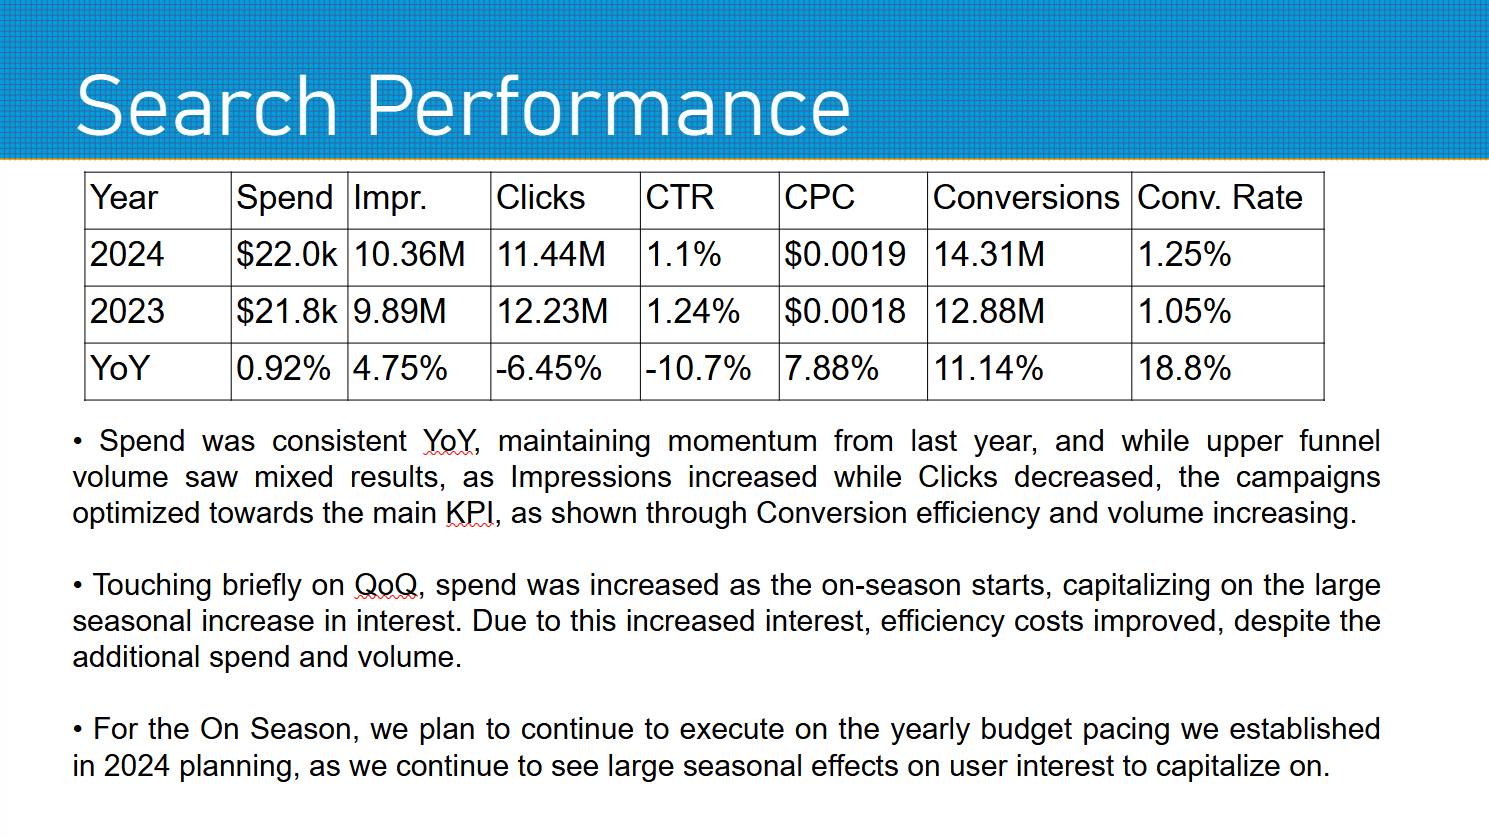 Search Performance
Year Spend Impr. Clicks CTR CPC Conversions Conv. Rate
2024 $22.0k 10.36M 11.44M 1.1% $0.0019 14.31M 1.25%
2023 $21.8k 9.89M 12.23M 1.24% $0.0018 12.88M 1.05%
YoY 0.92% 4.75% -6.45% -10.7% 7.88% 11.14% 18.8%
• Spend was consistent YoY, maintaining momentum from last year, and while upper funnel
volume saw mixed results, as Impressions increased while Clicks decreased, the campaigns
optimized towards the main KPI, as shown through Conversion efficiency and volume increasing.
• Touching briefly on QoQ, spend was increased as the on-season starts, capitalizing on the large
seasonal increase in interest. Due to this increased interest, efficiency costs improved, despite the
additional spend and volume.
• For the On Season, we plan to continue to execute on the yearly budget pacing we established
in 2024 planning, as we continue to see large seasonal effects on user interest to capitalize on.